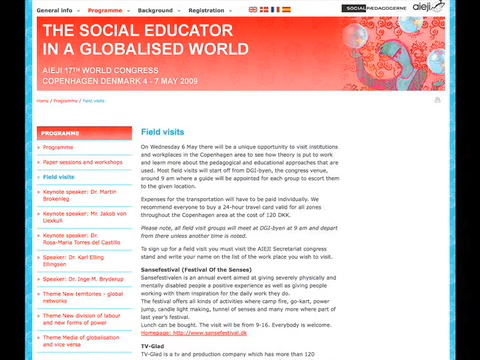 General info
Programme
Background
Registration
SOCIALPÆDAGOGERNE
aieji
THE SOCIAL EDUCATOR
IN A GLOBALISED WORLD
AIEJI 17TH WORLD CONGRESS
COPENHAGEN DENMARK 4 - 7 MAY 2009
Home / Programme / Field visits
PROGRAMME
Programme
Paper sessions and workshops
Field visits
Keynote speaker: Dr. Martin
Brokenleg
Keynote speaker: Mr. Jakob von
Uexkull
Keynote speaker: Dr.
Rosa-Maria Torres del Castillo
Speaker: Dr. Karl Elling
Ellingsen
Speaker: Dr. Inge M. Bryderup
Theme New territories - global
networks
Theme New division of labour
and new forms of power
Theme Media of globalisation
and vice versa
Field visits
On Wednesday 6 May there will be a unique opportunity to visit institutions
and workplaces in the Copenhagen area to see how theory is put to work
and learn more about the pedagogical and educational approaches that are
used. Most field visits will start off from DGI-byen, the congress venue,
around 9 am where a guide will be appointed for each group to escort them
to the given location.
Expenses for the transportation will have to be paid individually. We
recommend everyone to buy a 24-hour travel card valid for all zones
throughout the Copenhagen area at the cost of 120 DKK.
Please note, all field visit groups will meet at DGI-byen at 9 am and depart
from there unless another time is noted.
To sign up for a field visit you must visit the AIEJI Secretariat congress
stand and write your name on the list of the work place you wish to visit.
Sansefestival (Festival Of the Senses)
Sansefestivalen is an annual event aimed at giving severely physically and
mentally disabled people a positive experience as well as giving people
working with them inspiration for the daily work they do.
The festival offers all kinds of activities where camp fire, go-kart, power
jump, candle light making, tunnel of senses and many more where part of
last year's festival.
Lunch can be bought. The visit will be from 9-16. Everybody is welcome.
Homepage: http://www.sansefestival.dk
TV-Glad
TV-Glad is a tv and production company which has more than 120